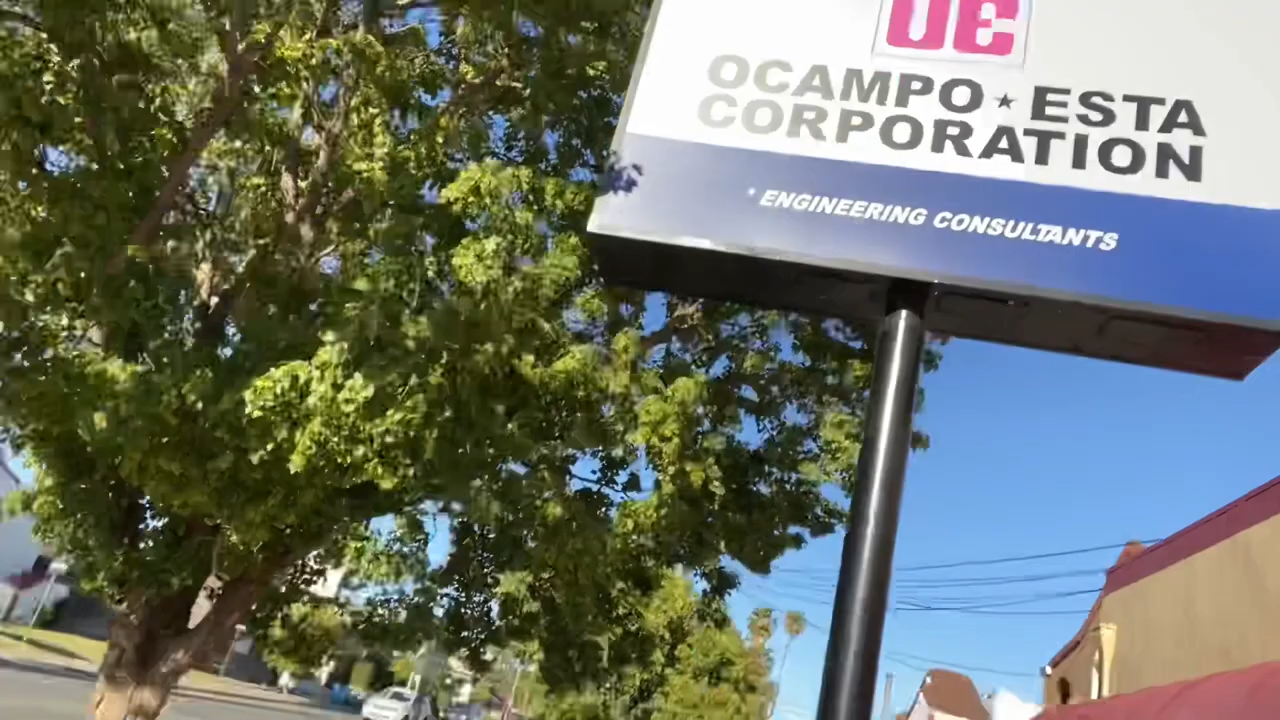 OE
OCAMPO ★ ESTA
CORPORATION
* ENGINEERING CONSULTANTS